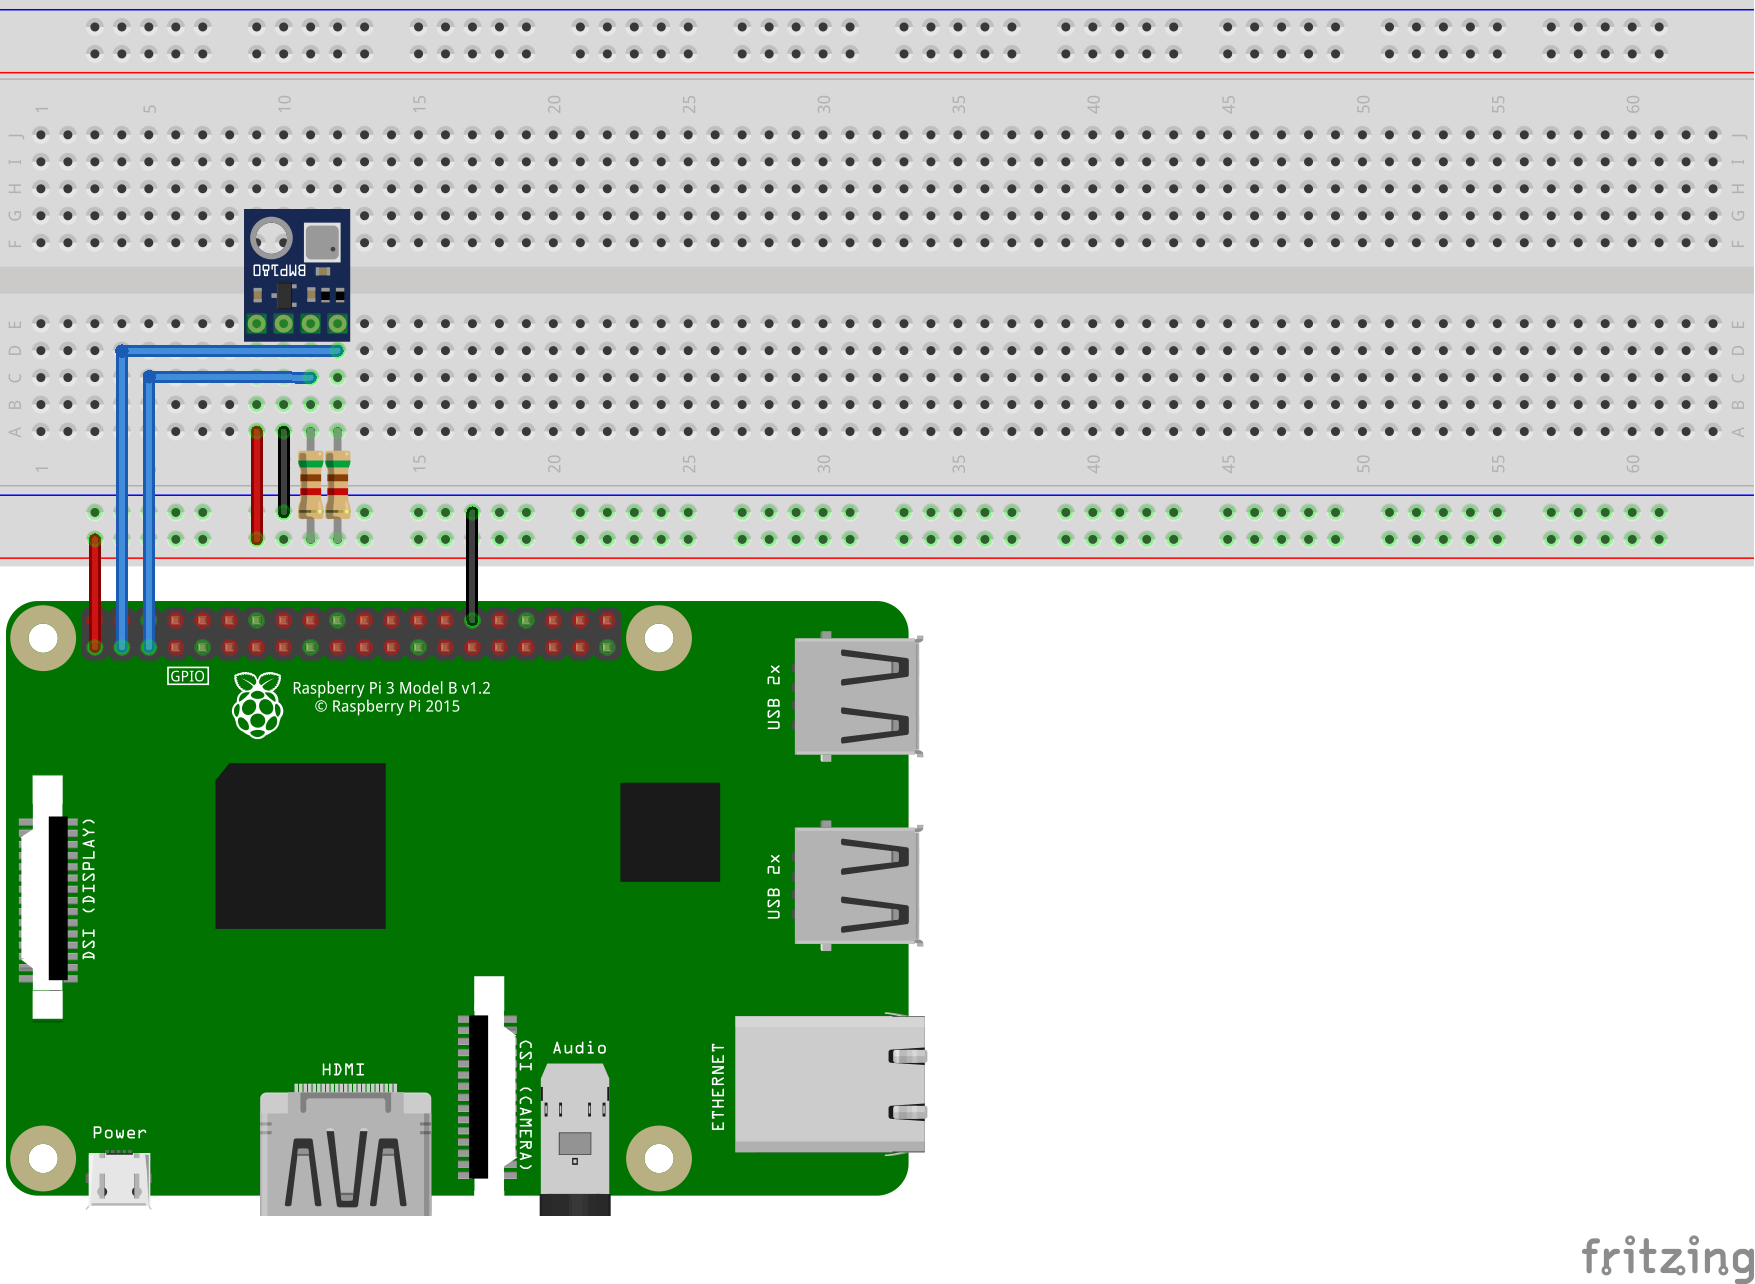 1 5 10 15 20 25 30 35 40 45 50 55 60
J J
I I
H H
G G
F F
BMP180
E E
D D
C C
B B
A A
1 15 20 25 30 35 40 45 50 55 60
GPIO
Raspberry Pi 3 Model B v1.2
© Raspberry Pi 2015
USB 2x
DSI (DISPLAY)
USB 2x
Audio
CSI (CAMERA)
ETHERNET
HDMI
Power
fritzing